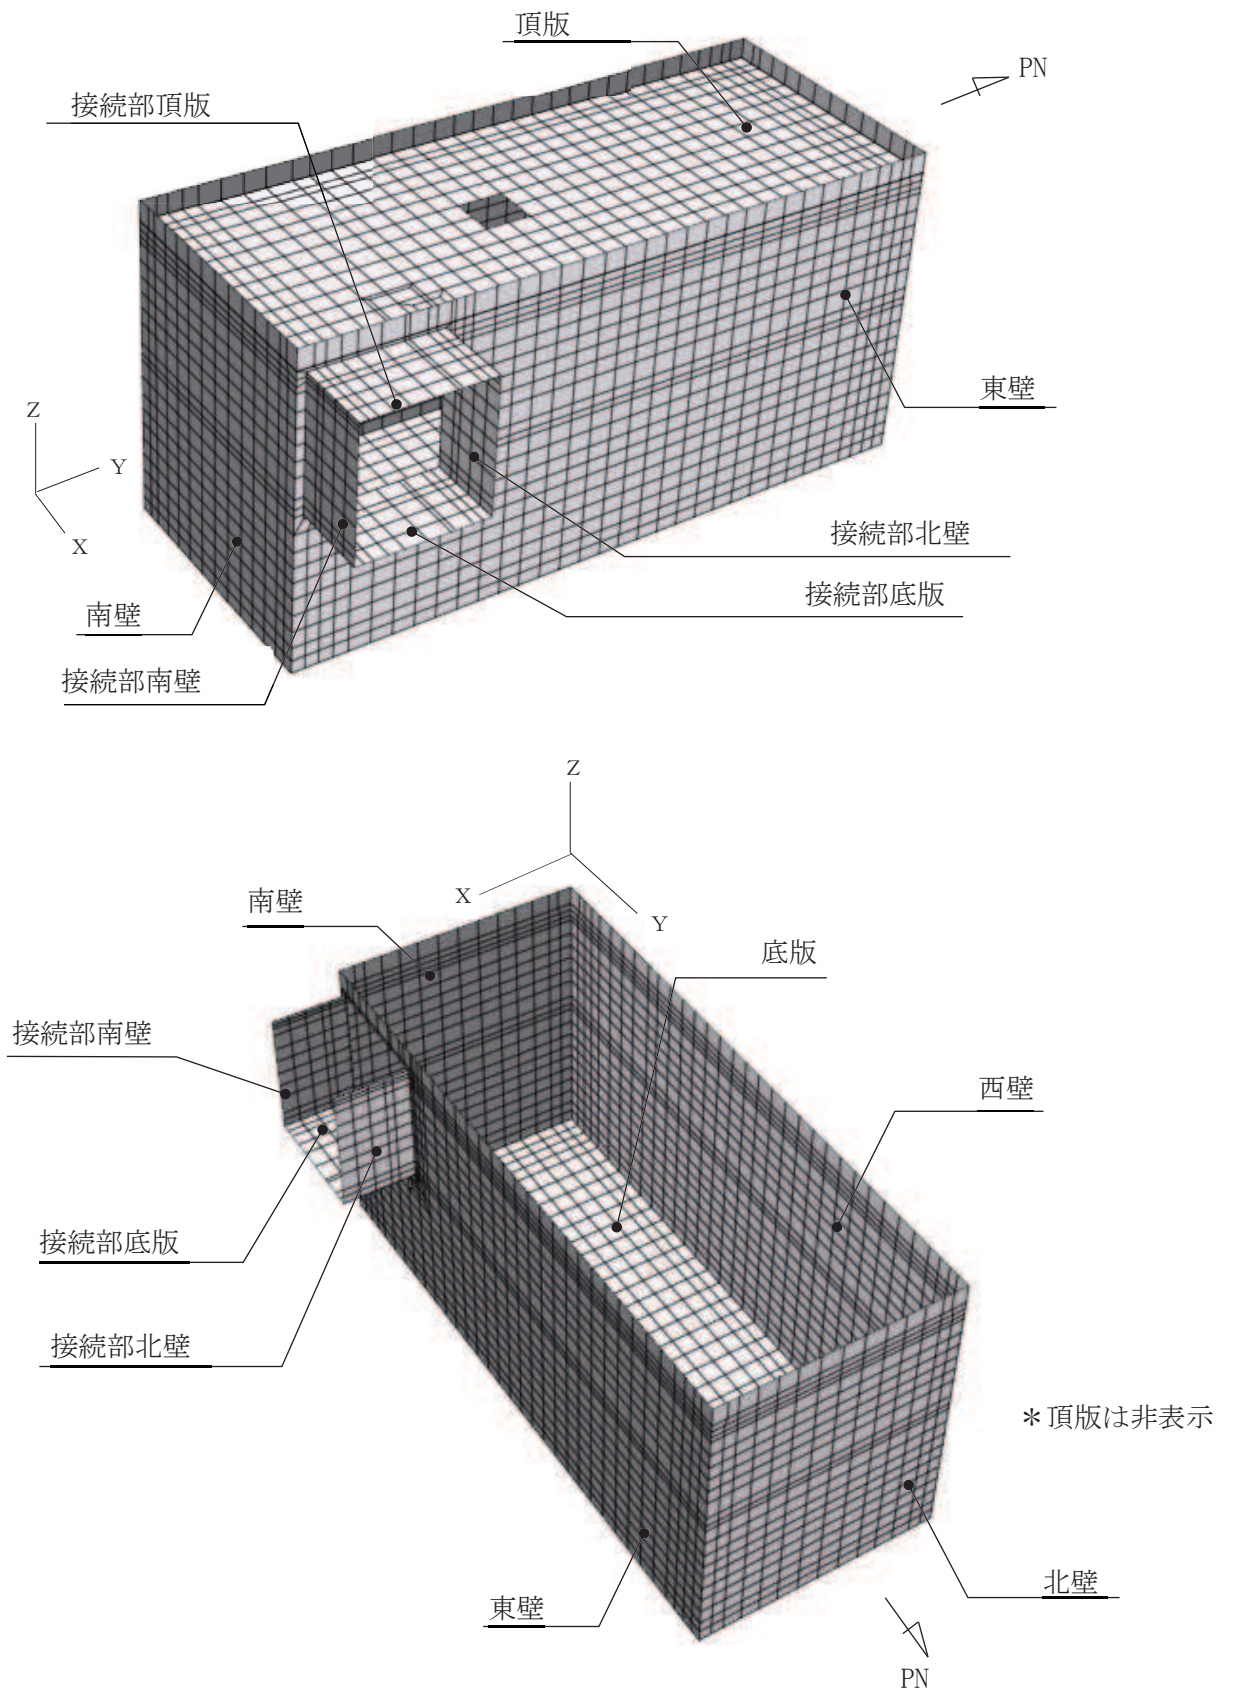 頂版
PN
接続部頂版
東壁
Z
Y
X
接続部北壁
接続部底版
南壁
接続部南壁
Z
X
Y
南壁
底版
接続部南壁
西壁
接続部底版
接続部北壁
＊頂版は非表示
北壁
東壁
PN